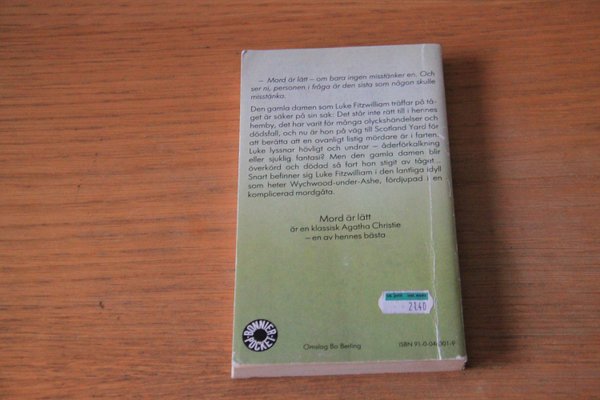 – Mord är lätt – om bara ingen misstänker en. Och
ser ni, personen i fråga är den sista som någon skulle
misstänka.
Den gamla damen som Luke Fitzwilliam träffar på tå-
get är säker på sin sak: Det står inte rätt till i hennes
hemby, det har varit för många olyckshändelser och
dödsfall, och nu är hon på väg till Scotland Yard för
att berätta att en ovanligt listig mördare är i farten.
Luke lyssnar hövligt och undrar – åderförkalkning
eller sjuklig fantasi? Men den gamla damen blir
överkörd och dödad så fort hon stigit av tåget...
Snart befinner sig Luke Fitzwilliam i den lantliga idyll
som heter Wychwood-under-Ashe, fördjupad i en
komplicerad mordgåta.
Mord är lätt
är en klassisk Agatha Christie
– en av hennes bästa.
21:40
BONNIER
POCKET
Omslag Bo Berling
ISBN 91-0-04